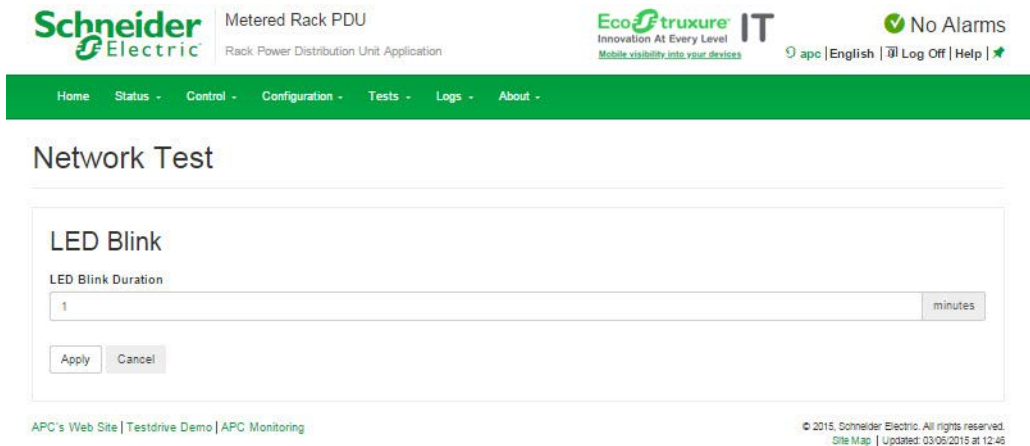 Schneider Electric
Metered Rack PDU
Rack Power Distribution Unit Application
EcoStruxure IT
Innovation At Every Level
Mobile visibility into your devices
No Alarms
apc | English | Log Off | Help |
Home Status Control Configuration Tests Logs About
Network Test
LED Blink
LED Blink Duration
1 minutes
Apply Cancel
APC's Web Site | Testdrive Demo | APC Monitoring
© 2015, Schneider Electric. All rights reserved.
Site Map | Updated: 03/06/2015 at 12:46